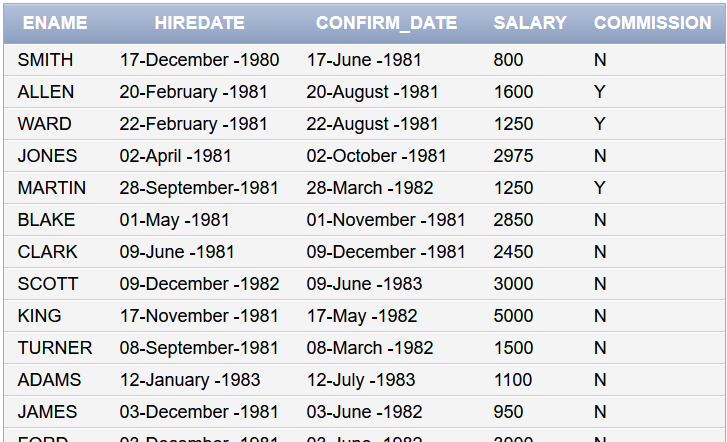 ENAME HIREDATE CONFIRM_DATE SALARY COMMISSION
SMITH 17-December -1980 17-June -1981 800 N
ALLEN 20-February -1981 20-August -1981 1600 Y
WARD 22-February -1981 22-August -1981 1250 Y
JONES 02-April -1981 02-October -1981 2975 N
MARTIN 28-September-1981 28-March -1982 1250 Y
BLAKE 01-May -1981 01-November -1981 2850 N
CLARK 09-June -1981 09-December -1981 2450 N
SCOTT 09-December -1982 09-June -1983 3000 N
KING 17-November -1981 17-May -1982 5000 N
TURNER 08-September-1981 08-March -1982 1500 N
ADAMS 12-January -1983 12-July -1983 1100 N
JAMES 03-December -1981 03-June -1982 950 N
FORD 03-December -1981 03-June -1982 3000 N